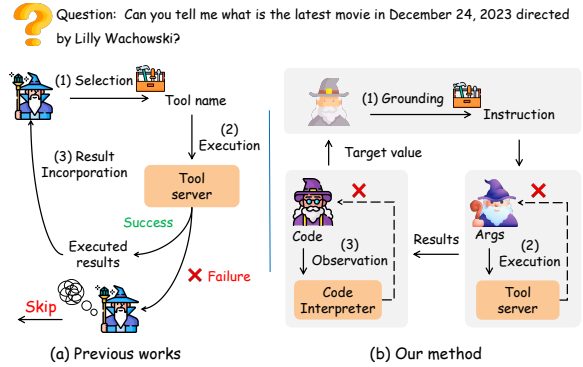 Question: Can you tell me what is the latest movie in December 24, 2023 directed
by Lilly Wachowski?
(1) Selection
Tool name
(2)
Execution
(3) Result
Incorporation
Tool
server
Success
Executed
results
Failure
Skip
(a) Previous works
(1) Grounding
Instruction
Target value
Code
(3)
Observation
Code
Interpreter
Results
Args
(2)
Execution
Tool
server
(b) Our method